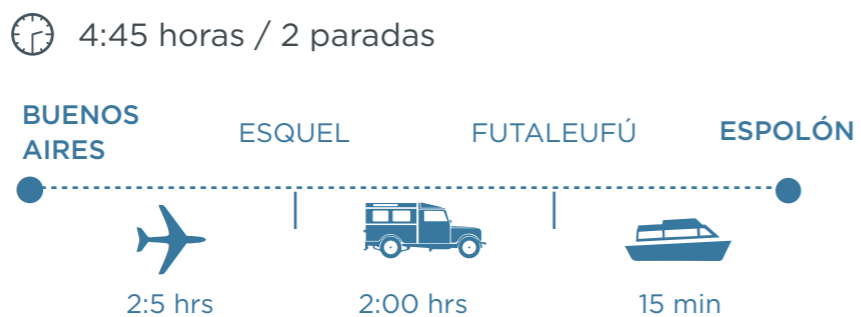 4:45 horas / 2 paradas
BUENOS
AIRES
ESQUEL
FUTALEUFÚ
ESPOLÓN
2:5 hrs
2:00 hrs
15 min